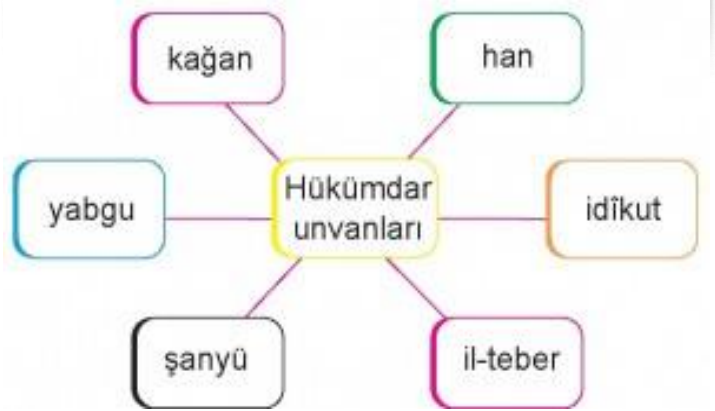 kağan
han
yabgu
Hükümdar
unvanları
idîkut
şanyü
il-teber